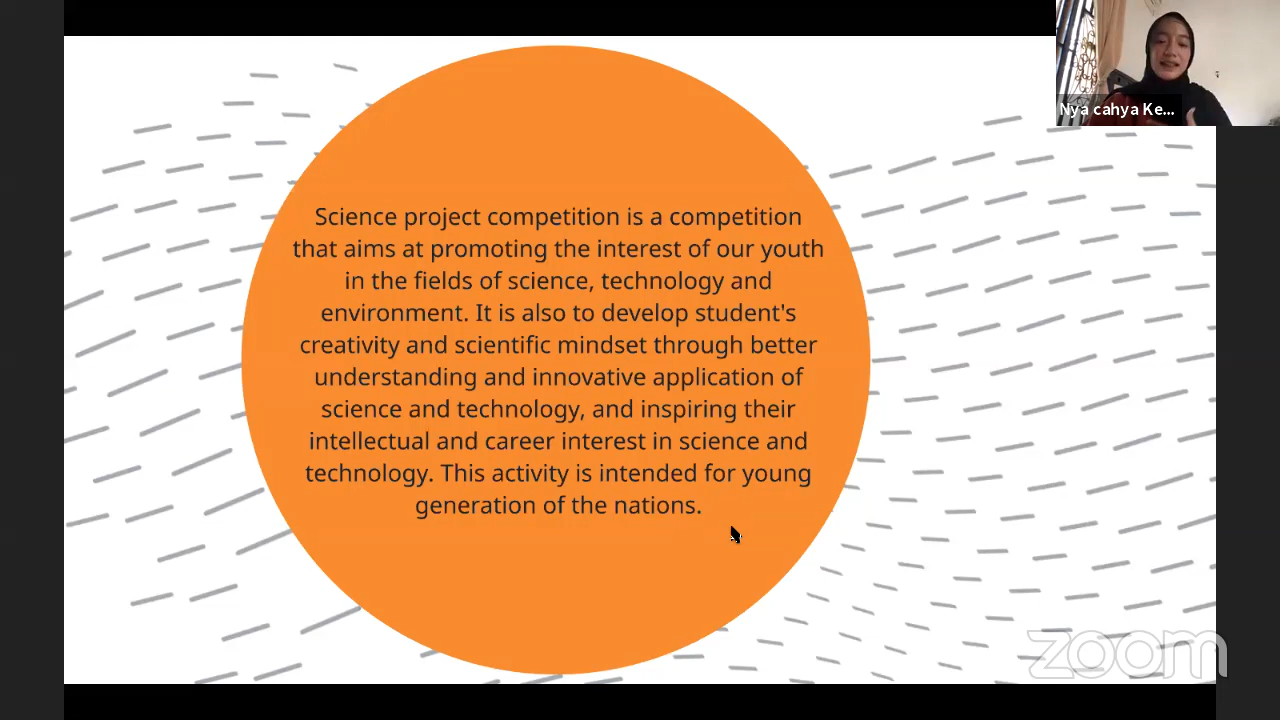 Nya cahya Ke...
Science project competition is a competition
that aims at promoting the interest of our youth
in the fields of science, technology and
environment. It is also to develop student's
creativity and scientific mindset through better
understanding and innovative application of
science and technology, and inspiring their
intellectual and career interest in science and
technology. This activity is intended for young
generation of the nations.
zoom